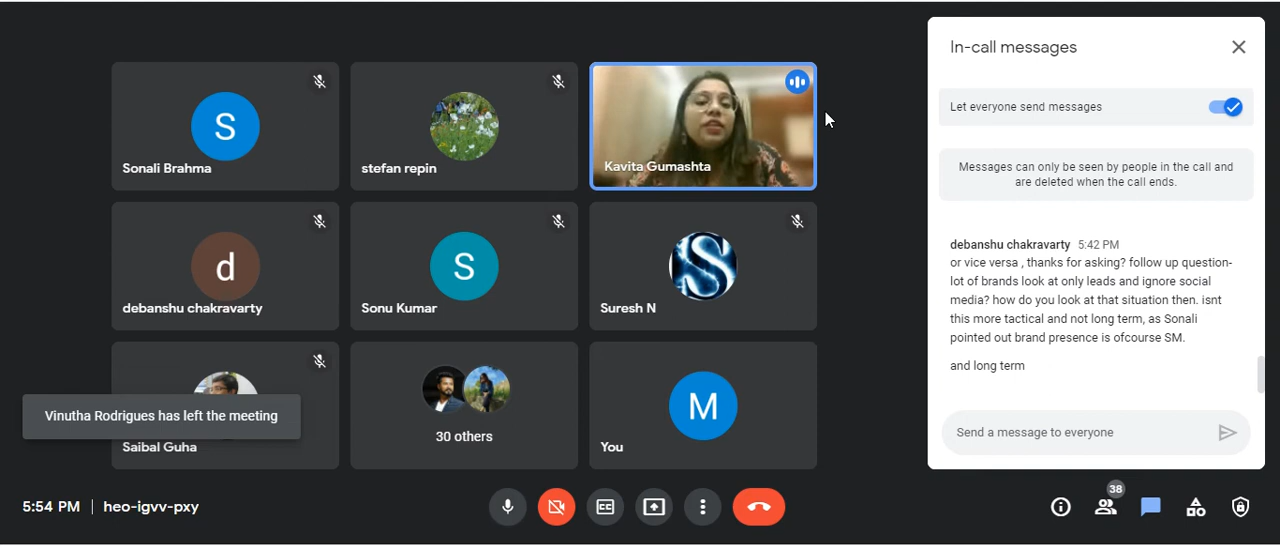 In-call messages
Let everyone send messages
Messages can only be seen by people in the call and
are deleted when the call ends.
debanshu chakravarty 5:42 PM
or vice versa , thanks for asking? follow up question-
lot of brands look at only leads and ignore social
media? how do you look at that situation then. isnt
this more tactical and not long term, as Sonali
pointed out brand presence is ofcourse SM.
and long term
Send a message to everyone
S
Sonali Brahma
stefan repin
Kavita Gumashta
d
debanshu chakravarty
S
Sonu Kumar
S
Suresh N
Vinutha Rodrigues has left the meeting
Saibal Guha
30 others
M
You
5:54 PM | heo-igvv-pxy
CC
38